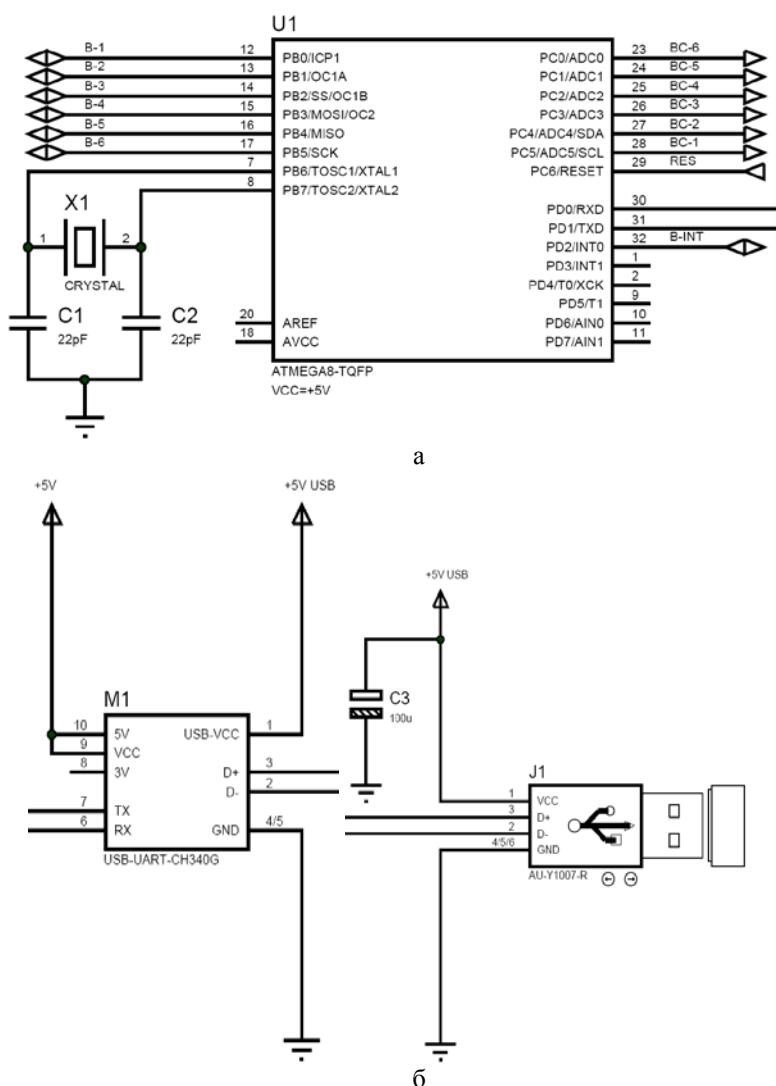 U1
B-1 12 PB0/ICP1 PC0/ADC0 23 BC-6
B-2 13 PB1/OC1A PC1/ADC1 24 BC-5
B-3 14 PB2/SS/OC1B PC2/ADC2 25 BC-4
B-4 15 PB3/MOSI/OC2 PC3/ADC3 26 BC-3
B-5 16 PB4/MISO PC4/ADC4/SDA 27 BC-2
B-6 17 PB5/SCK PC5/ADC5/SCL 28 BC-1
7 PB6/TOSC1/XTAL1 PC6/RESET 29 RES
8 PB7/TOSC2/XTAL2
PD0/RXD 30
PD1/TXD 31
PD2/INT0 32 B-INT
PD3/INT1 1
PD4/T0/XCK 2
PD5/T1 9
20 AREF PD6/AIN0 10
18 AVCC PD7/AIN1 11
X1
1 2
CRYSTAL
C1 C2
22pF 22pF
ATMEGA8-TQFP
VCC=+5V
а
+5V +5V USB
M1
10 5V USB-VCC 1
9 VCC
8 3V D+ 3
D- 2
7 TX
6 RX GND 4/5
USB-UART-CH340G
+5V USB
C3
100u
J1
1 VCC
3 D+
2 D-
4/5/6 GND
AU-Y1007-R
б